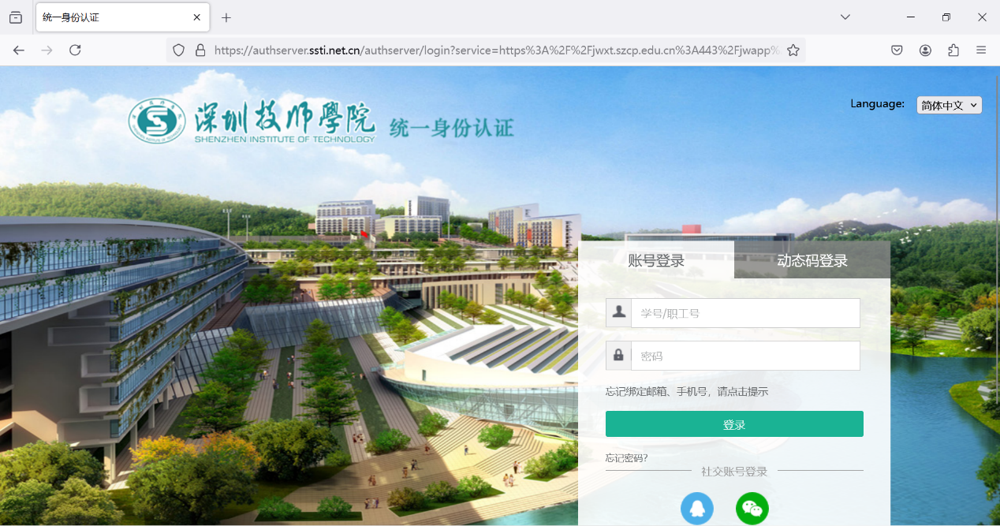 统一身份认证
https://authserver.ssti.net.cn/authserver/login?service=https%3A%2F%2Fjwxt.szcp.edu.cn%3A443%2Fjwapp%
Language: 简体中文
深圳技师學院 统一身份认证
SHENZHEN INSTITUTE OF TECHNOLOGY
账号登录 动态码登录
学号/职工号
密码
忘记绑定邮箱、手机号，请点击提示
登录
忘记密码?
社交账号登录